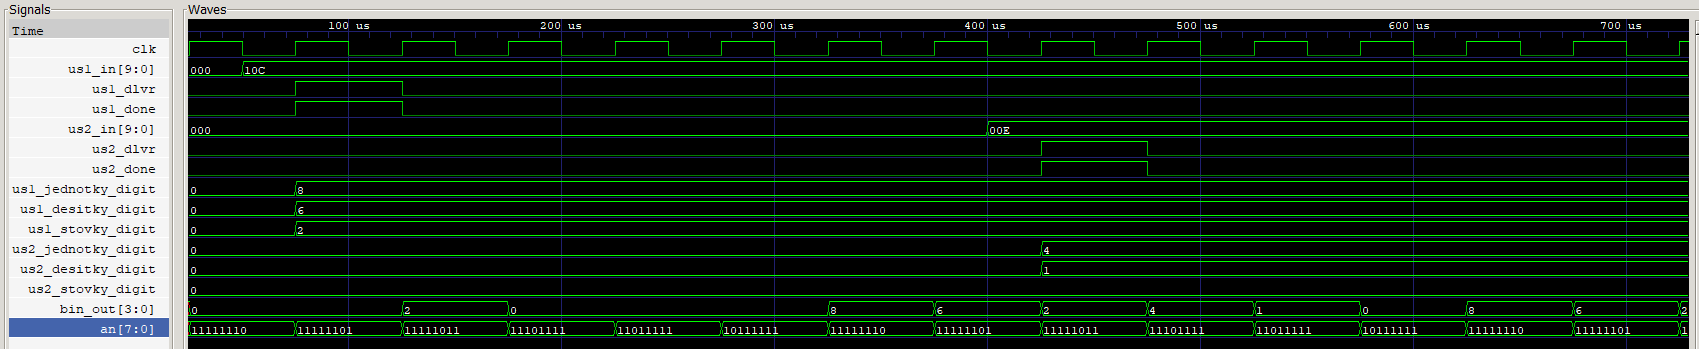 Signals Waves
Time 100 us 200 us 300 us 400 us 500 us 600 us 700 us
clk
us1_in[9:0] 000 10C
us1_dlvr
us1_done
us2_in[9:0] 000 00E
us2_dlvr
us2_done
us1_jednotky_digit 0 8
us1_desitky_digit 0 6
us1_stovky_digit 0 2
us2_jednotky_digit 0 4
us2_desitky_digit 0 1
us2_stovky_digit 0
bin_out[3:0] 0 2 0 8 6 2 4 1 0 8 6 2
an[7:0] 11111110 11111101 11111011 11101111 11011111 10111111 11111110 11111101 11111011 11101111 11011111 10111111 11111110 11111101 1